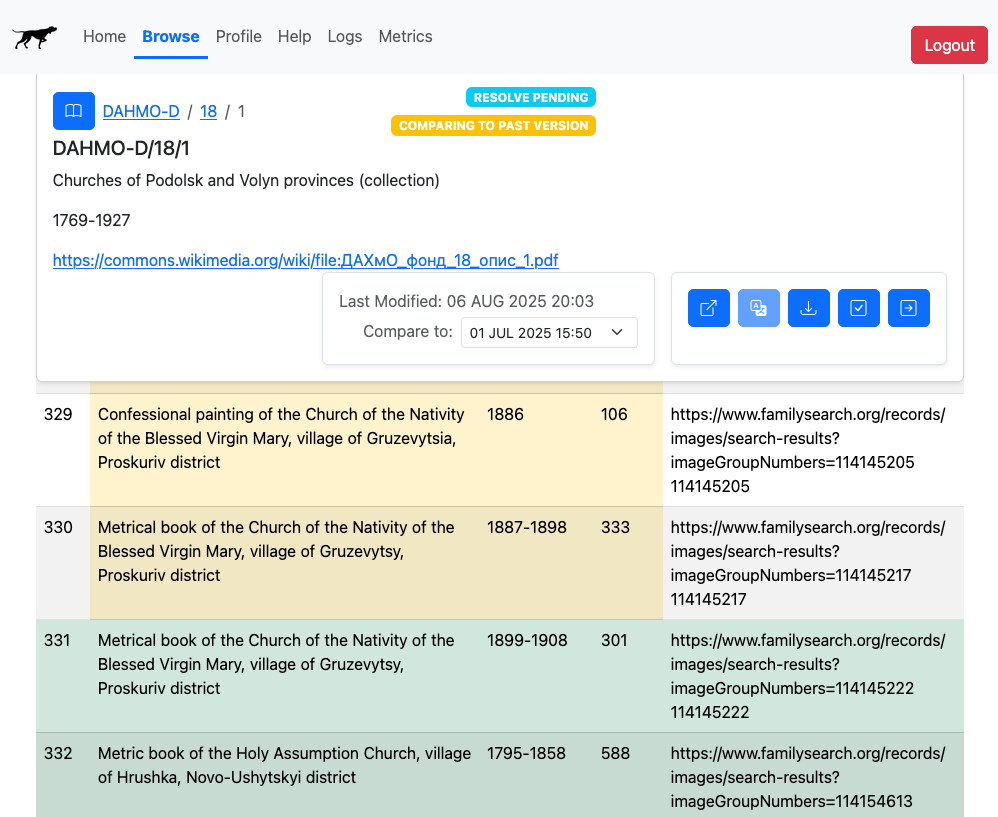 Home Browse Profile Help Logs Metrics
Logout
DAHMO-D / 18 / 1
RESOLVE PENDING
COMPARING TO PAST VERSION
DAHMO-D/18/1
Churches of Podolsk and Volyn provinces (collection)
1769-1927
https://commons.wikimedia.org/wiki/file:ДАХмО_фонд_18_опис_1.pdf
Last Modified: 06 AUG 2025 20:03
Compare to: 01 JUL 2025 15:50
329 Confessional painting of the Church of the Nativity 1886 106 https://www.familysearch.org/records/
of the Blessed Virgin Mary, village of Gruzevytsia, images/search-results?
Proskuriv district imageGroupNumbers=114145205
114145205
330 Metrical book of the Church of the Nativity of the 1887-1898 333 https://www.familysearch.org/records/
Blessed Virgin Mary, village of Gruzevytsy, images/search-results?
Proskuriv district imageGroupNumbers=114145217
114145217
331 Metrical book of the Church of the Nativity of the 1899-1908 301 https://www.familysearch.org/records/
Blessed Virgin Mary, village of Gruzevytsy, images/search-results?
Proskuriv district imageGroupNumbers=114145222
114145222
332 Metric book of the Holy Assumption Church, village 1795-1858 588 https://www.familysearch.org/records/
of Hrushka, Novo-Ushytskyi district images/search-results?
imageGroupNumbers=114154613